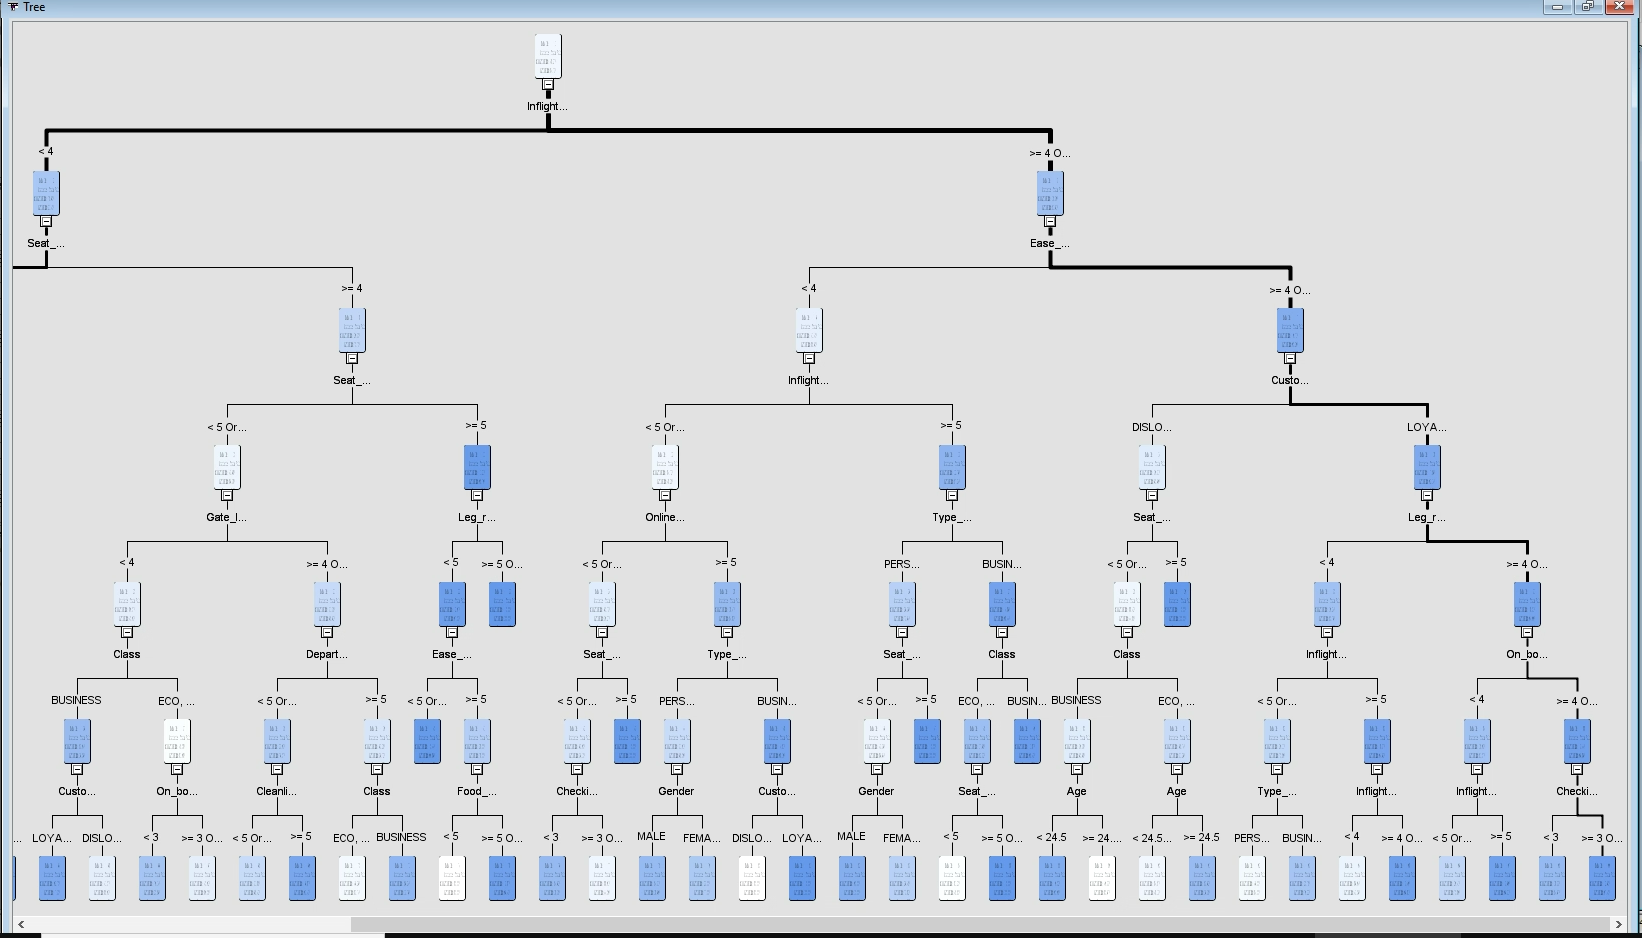 Tree
Inflight...
< 4
>= 4 O...
Seat_...
Ease_...
>= 4
< 4
>= 4 O...
Seat_...
Inflight...
Custo...
< 5 Or...
>= 5
< 5 Or...
>= 5
DISLO...
LOYA...
Gate_l...
Leg_r...
Online...
Type_...
Seat_...
Leg_r...
< 4
>= 4 O...
< 5
>= 5 O...
< 5 Or...
>= 5
PERS...
BUSIN...
< 5 Or...
>= 5
< 4
>= 4 O...
Class
Depart...
Ease_...
Seat_...
Type_...
Seat_...
Class
Class
Inflight...
On_bo...
BUSINESS
ECO, ...
< 5 Or...
>= 5
< 5 Or...
>= 5
< 5 Or...
>= 5
PERS...
BUSIN...
< 5 Or...
>= 5
ECO, ...
BUSIN...
BUSINESS
ECO, ...
< 5 Or...
>= 5
< 4
>= 4 O...
Custo...
On_bo...
Cleanli...
Class
Food_...
Checki...
Gender
Custo...
Gender
Seat_...
Age
Age
Type_...
Inflight...
Inflight...
Checki...
...
LOYA...
DISLO...
< 3
>= 3 O...
< 5 Or...
>= 5
ECO, ...
BUSINESS
< 5
>= 5 O...
< 3
>= 3 O...
MALE
FEMA...
DISLO...
LOYA...
MALE
FEMA...
< 5
>= 5 O...
< 24.5
>= 24....
< 24.5...
>= 24.5
PERS...
BUSIN...
< 4
>= 4 O...
< 5 Or...
>= 5
< 3
>= 3 O...